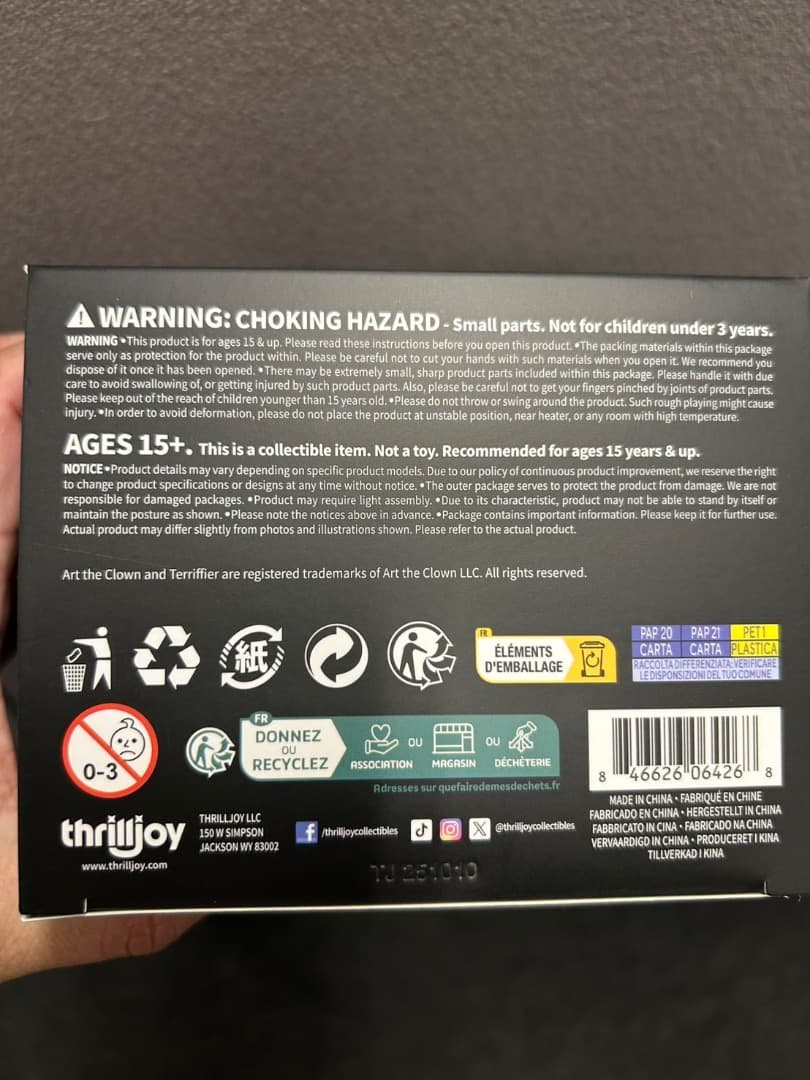 WARNING: CHOKING HAZARD - Small parts. Not for children under 3 years.
WARNING •This product is for ages 15 & up. Please read these instructions before you open this product. •The packing materials within this package
serve only as protection for the product within. Please be careful not to cut your hands with such materials when you open it. We recommend you
dispose of it once it has been opened. •There may be extremely small, sharp product parts included within this package. Please handle it with due
care to avoid swallowing of, or getting injured by such product parts. Also, please be careful not to get your fingers pinched by joints of product parts.
Please keep out of the reach of children younger than 15 years old. •Please do not throw or swing around the product. Such rough playing might cause
injury. •In order to avoid deformation, please do not place the product at unstable position, near heater, or any room with high temperature.
AGES 15+. This is a collectible item. Not a toy. Recommended for ages 15 years & up.
NOTICE •Product details may vary depending on specific product models. Due to our policy of continuous product improvement, we reserve the right
to change product specifications or designs at any time without notice. •The outer package serves to protect the product from damage. We are not
responsible for damaged packages. •Product may require light assembly. •Due to its characteristic, product may not be able to stand by itself or
maintain the posture as shown. •Please note the notices above in advance. •Package contains important information. Please keep it for further use.
Actual product may differ slightly from photos and illustrations shown. Please refer to the actual product.
Art the Clown and Terriffier are registered trademarks of Art the Clown LLC. All rights reserved.
紙
FR
ÉLÉMENTS
D'EMBALLAGE
PAP 20 PAP 21 PET 1
CARTA CARTA PLASTICA
RACCOLTA DIFFERENZIATA: VERIFICARE
LE DISPOSIZIONI DEL TUO COMUNE
0-3
FR
DONNEZ
OU
RECYCLEZ
ASSOCIATION OU MAGASIN OU DÉCHÈTERIE
Adresses sur quefairedemesdechets.fr
8 46626 06426 8
MADE IN CHINA • FABRIQUÉ EN CHINE
FABRICADO EN CHINA • HERGESTELLT IN CHINA
FABBRICATO IN CINA • FABRICADO NA CHINA
VERVAARDIGD IN CHINA • PRODUCERET I KINA
TILLVERKAD I KINA
thrilljoy
www.thrilljoy.com
THRILLJOY LLC
150 W SIMPSON
JACKSON WY 83002
/thrilljoycollectibles
@thrilljoycollectibles
TJ 251010